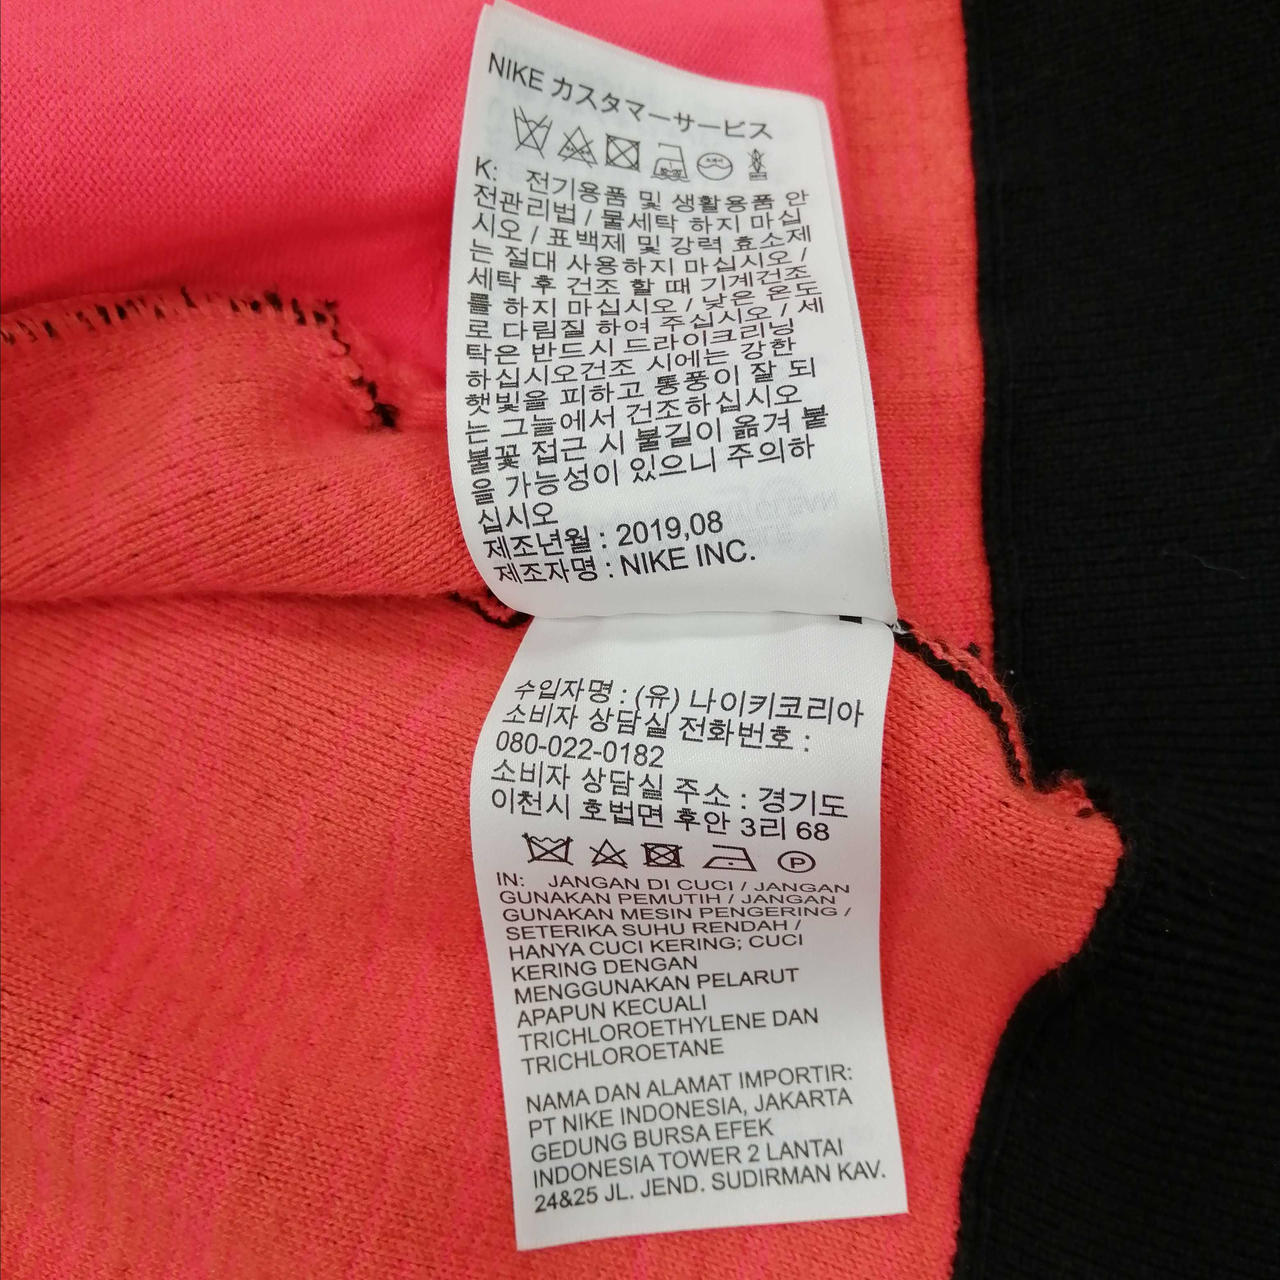 NIKE カスタマーサービス
K: 전기용품 및 생활용품 안
전관리법 / 물세탁 하지 마십
시오 / 표백제 및 강력 효소제
는 절대 사용하지 마십시오 /
세탁 후 건조 할 때 기계건조
를 하지 마십시오 / 낮은 온도
로 다림질 하여 주십시오 / 세
탁은 반드시 드라이크리닝
하십시오건조 시에는 강한
햇빛을 피하고 통풍이 잘 되
는 그늘에서 건조하십시오
불꽃 접근 시 불길이 옮겨 붙
을 가능성이 있으니 주의하
십시오
제조년월 : 2019,08
제조자명 : NIKE INC.
수입자명 : (유) 나이키코리아
소비자 상담실 전화번호 :
080-022-0182
소비자 상담실 주소 : 경기도
이천시 호법면 후안 3리 68
P
IN: JANGAN DI CUCI / JANGAN
GUNAKAN PEMUTIH / JANGAN
GUNAKAN MESIN PENGERING /
SETERIKA SUHU RENDAH /
HANYA CUCI KERING; CUCI
KERING DENGAN
MENGGUNAKAN PELARUT
APAPUN KECUALI
TRICHLOROETHYLENE DAN
TRICHLOROETANE
NAMA DAN ALAMAT IMPORTIR:
PT NIKE INDONESIA, JAKARTA
GEDUNG BURSA EFEK
INDONESIA TOWER 2 LANTAI
24&25 JL. JEND. SUDIRMAN KAV.